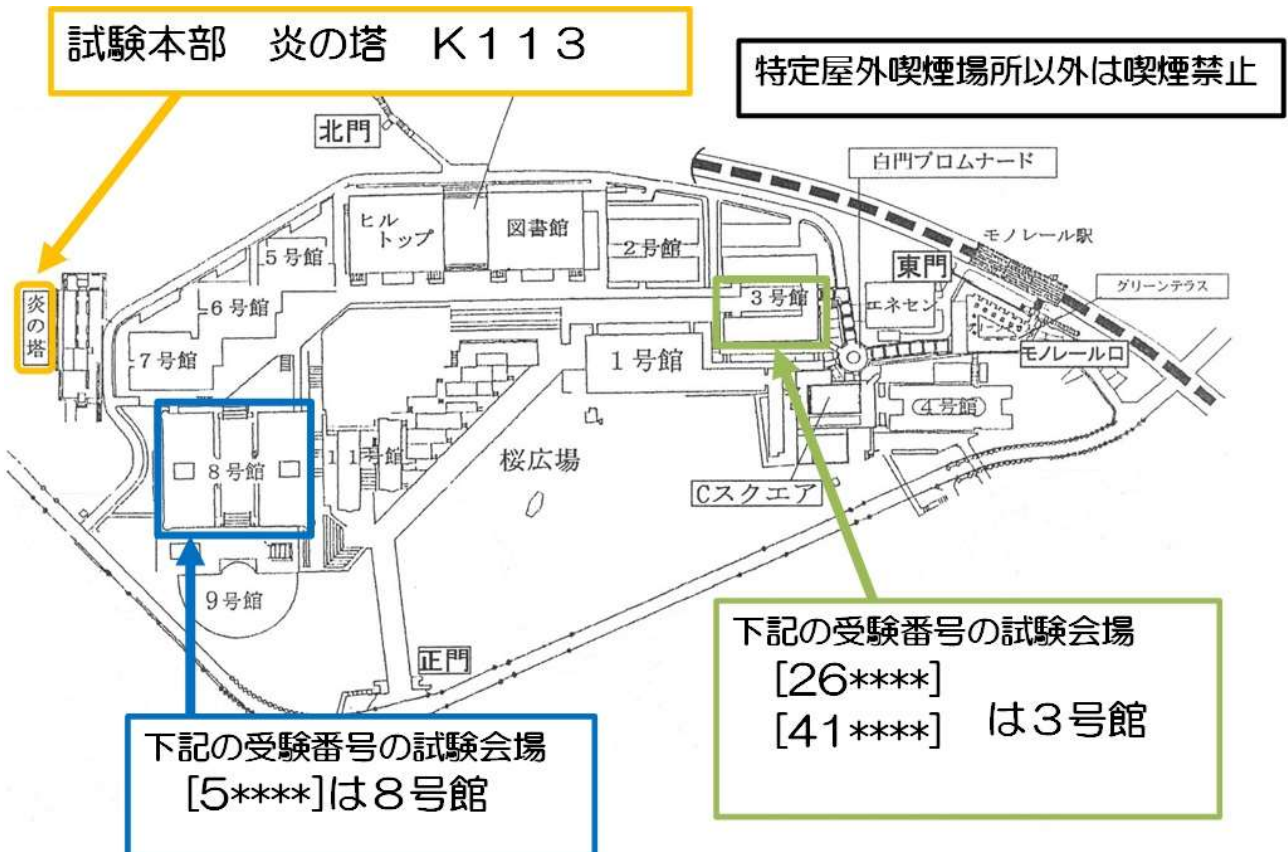 試験本部　炎の塔　K113
特定屋外喫煙場所以外は喫煙禁止
北門
白門プロムナード
ヒル
トップ
図書館
2号館
モノレール駅
5号館
東門
グリーンテラス
炎の塔
6号館
3号館
エネセン
7号館
1号館
モノレール口
4号館
8号館
11号館
桜広場
Cスクエア
9号館
正門
下記の受験番号の試験会場
[26****]
[41****]　は3号館
下記の受験番号の試験会場
[5****]は8号館